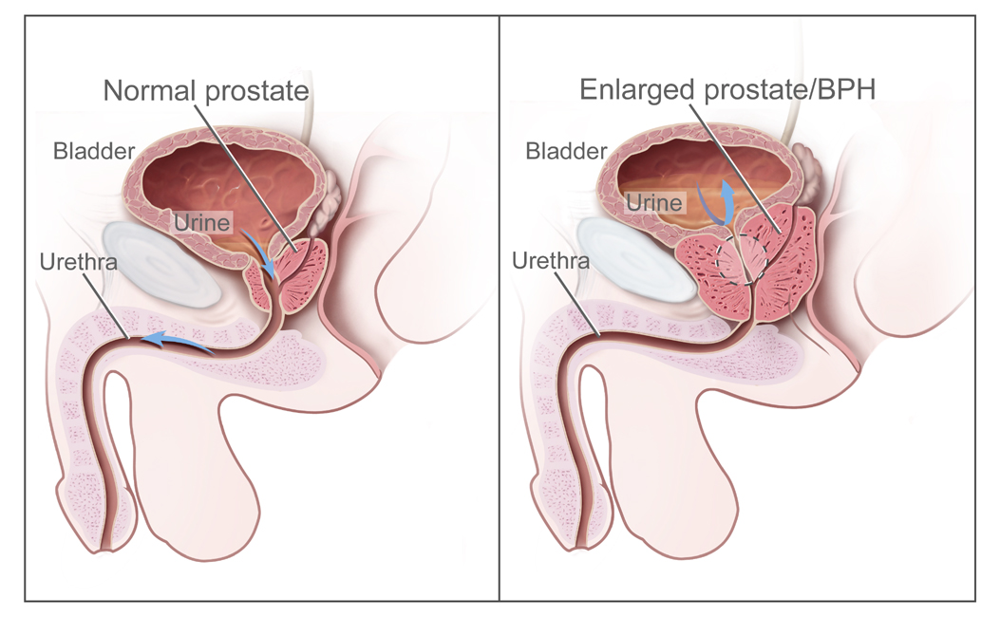 Normal prostate
Bladder
Urine
Urethra
Enlarged prostate/BPH
Bladder
Urine
Urethra